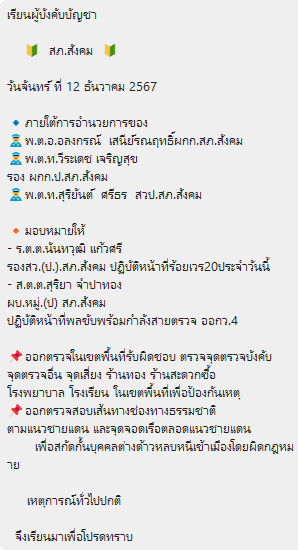 เรียนผู้บังคับบัญชา
🔰 สภ.สังคม 🔰
วันจันทร์ ที่ 12 ธันวาคม 2567
🔹ภายใต้การอำนวยการของ
👮พ.ต.อ.อลงกรณ์ เสนีย์รณฤทธิ์ผกก.สภ.สังคม
👮พ.ต.ท.วีระเดช เจริญสุข
รอง ผกก.ป.สภ.สังคม
👮พ.ต.ท.สุริยันต์ ศรีธร สวป.สภ.สังคม
🔸มอบหมายให้
- ร.ต.ต.นันทวุฒิ แก้วศรี
รองสว.(ป.).สภ.สังคม ปฏิบัติหน้าที่ร้อยเวร20ประจำวันนี้
- ส.ต.ต.สุริยา จำปาทอง
ผบ.หมู่.(ป) สภ.สังคม
ปฏิบัติหน้าที่พลขับพร้อมกำลังสายตรวจ ออกว.4
📌ออกตรวจในเขตพื้นที่รับผิดชอบ ตรวจจุดตรวจบังคับ
จุดตรวจอื่น จุดเสี่ยง ร้านทอง ร้านสะดวกซื้อ
โรงพยาบาล โรงเรียน ในเขตพื้นที่เพื่อป้องกันเหตุ
📌ออกตรวจสอบเส้นทางช่องทางธรรมชาติ
ตามแนวชายแดน และจุดจอดเรือตลอดแนวชายแดน
เพื่อสกัดกั้นบุคคลต่างด้าวหลบหนีเข้าเมืองโดยผิดกฎหม
าย
เหตุการณ์ทั่วไปปกติ
จึงเรียนมาเพื่อโปรดทราบ